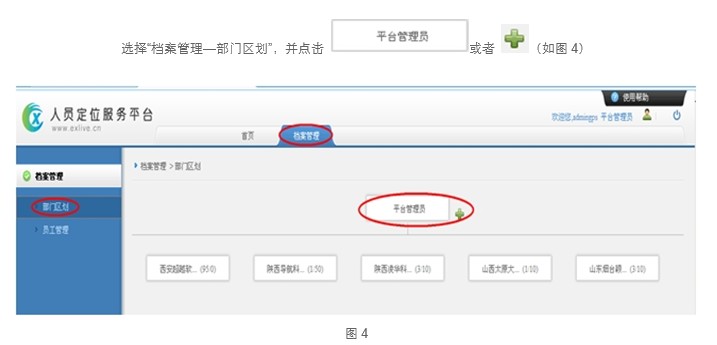 选择“档案管理—部门区划”，并点击 平台管理员 或者 （如图 4）
使用帮助
人员定位服务平台
www.exlive.cn
欢迎您,admingps 平台管理员
首页
档案管理
档案管理
档案管理 > 部门区划
部门区划
平台管理员
员工管理
西安超越软... (95:0) 陕西导航科... (1:50) 陕西凌华科... (3:10) 山西太原大... (1:10) 山东烟台颐... (3:10)
图 4